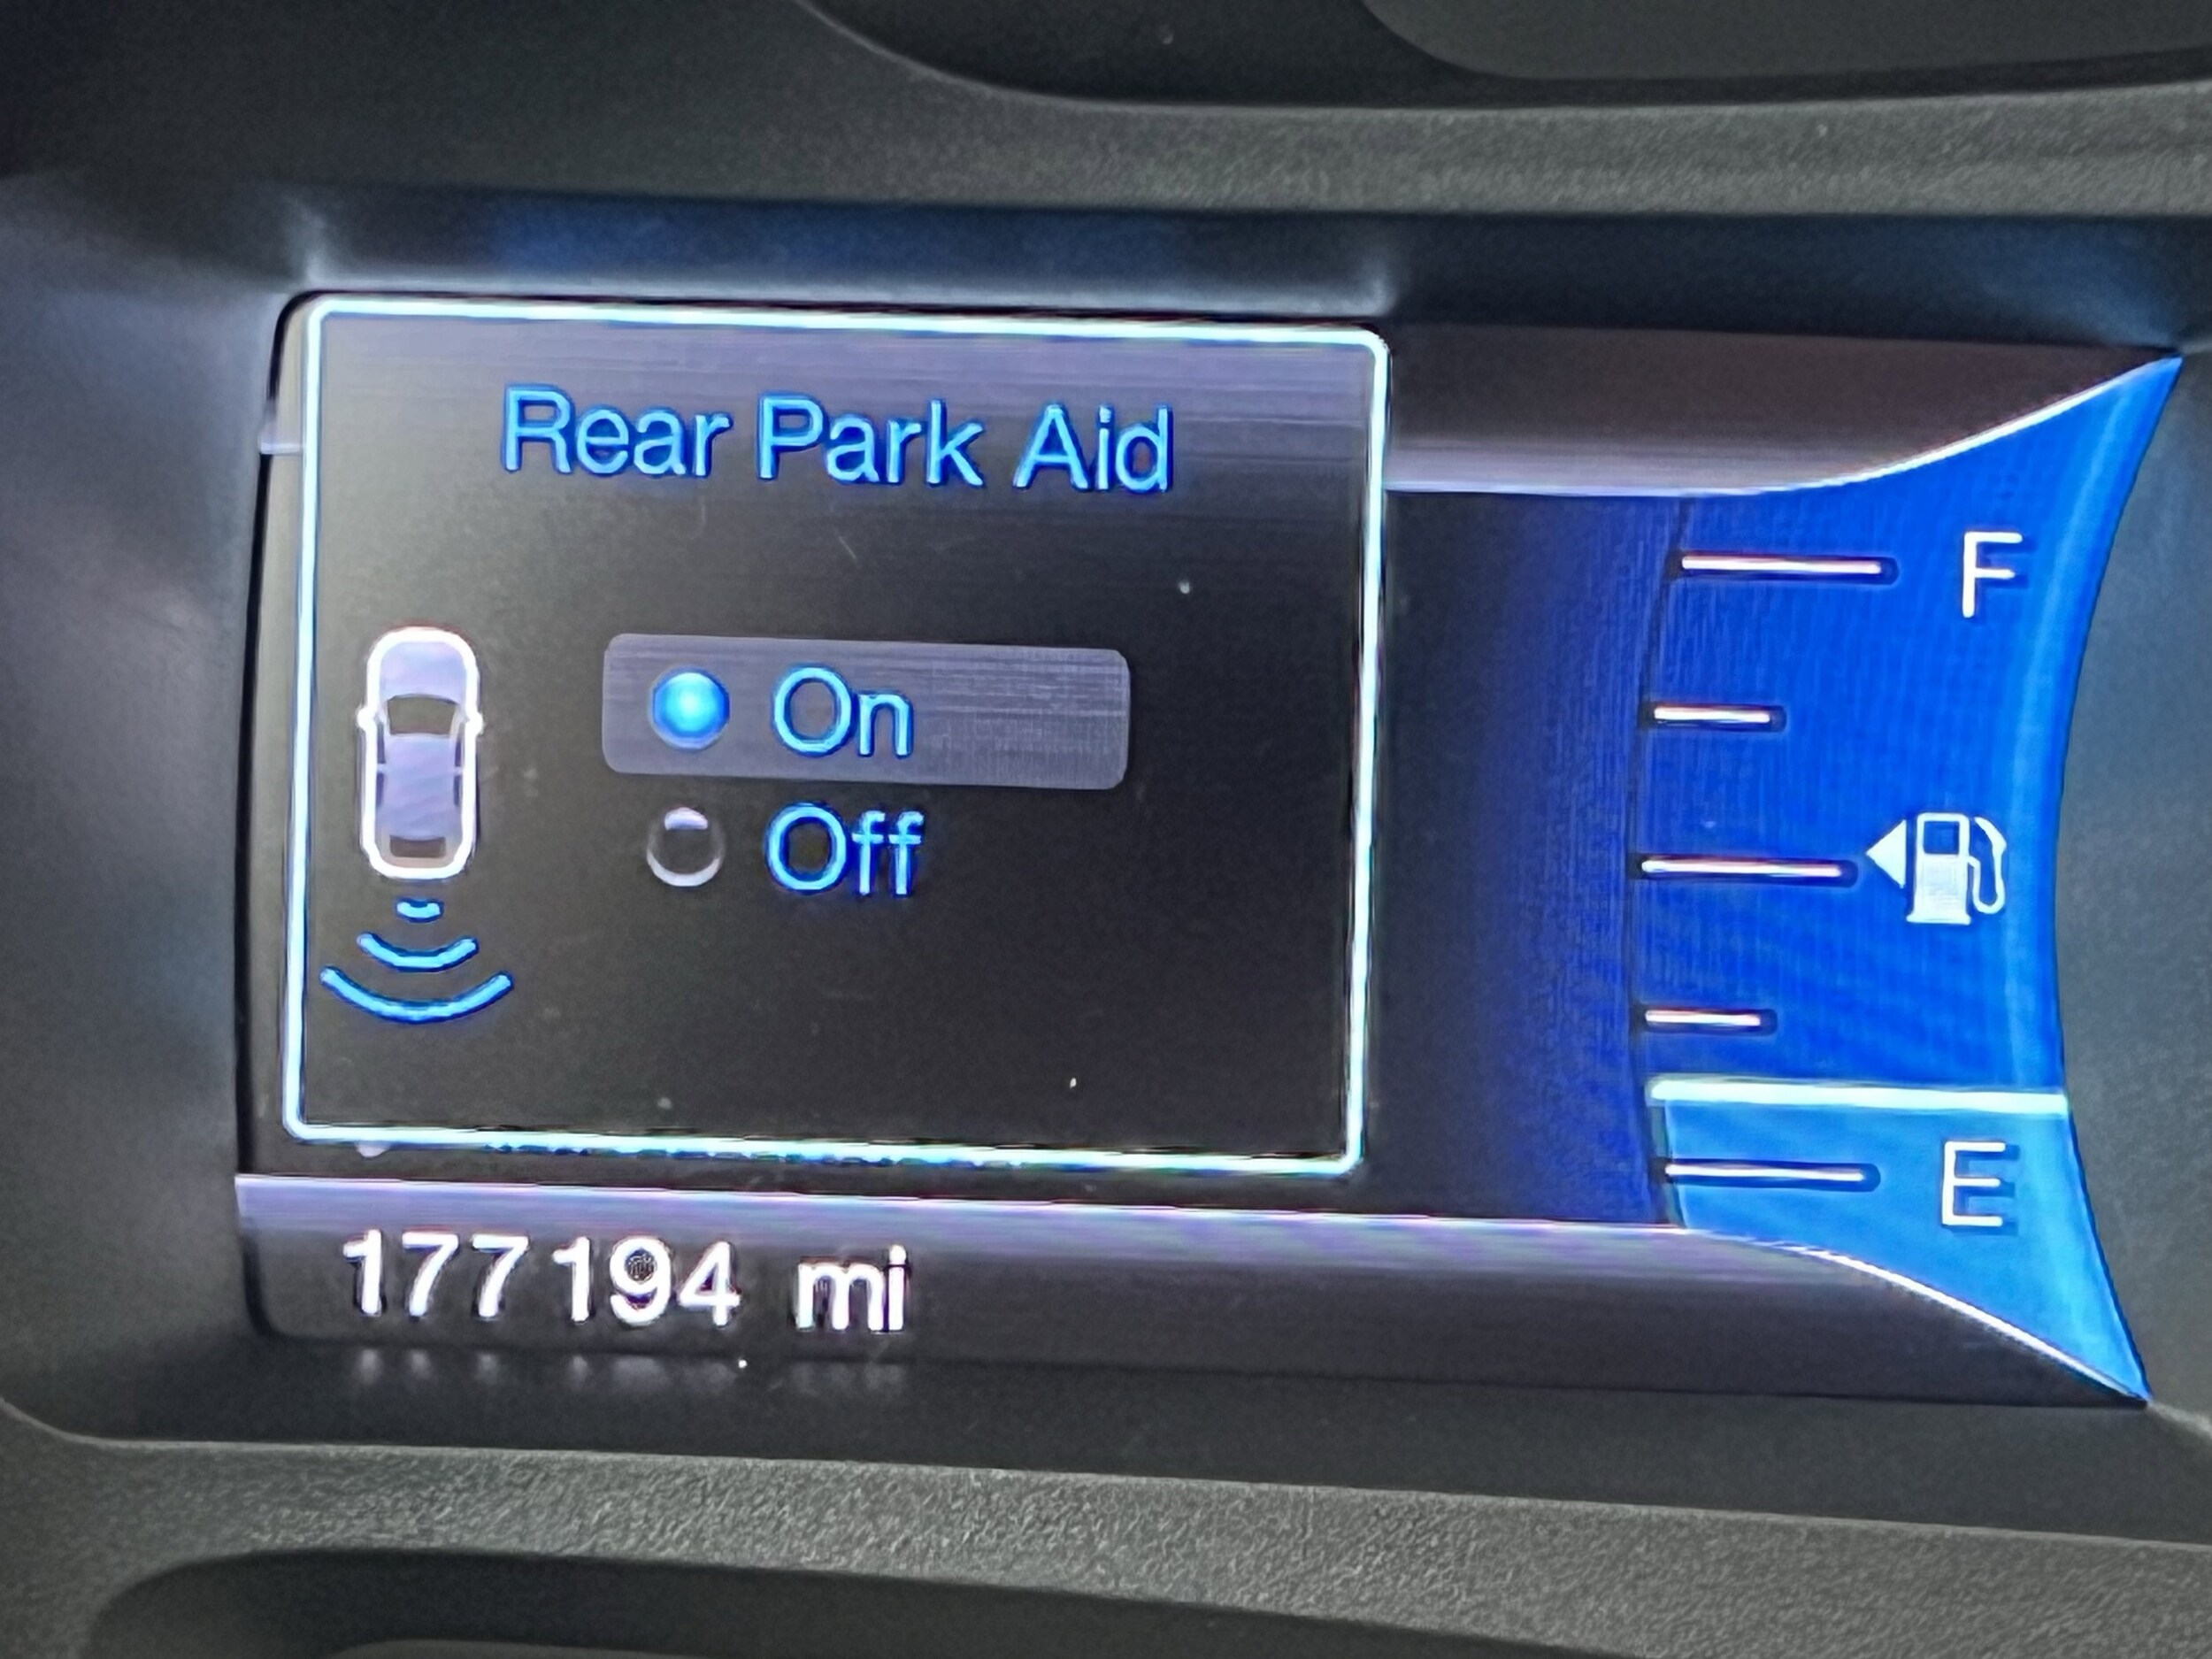 Rear Park Aid
On
Off
F
E
177194 mi